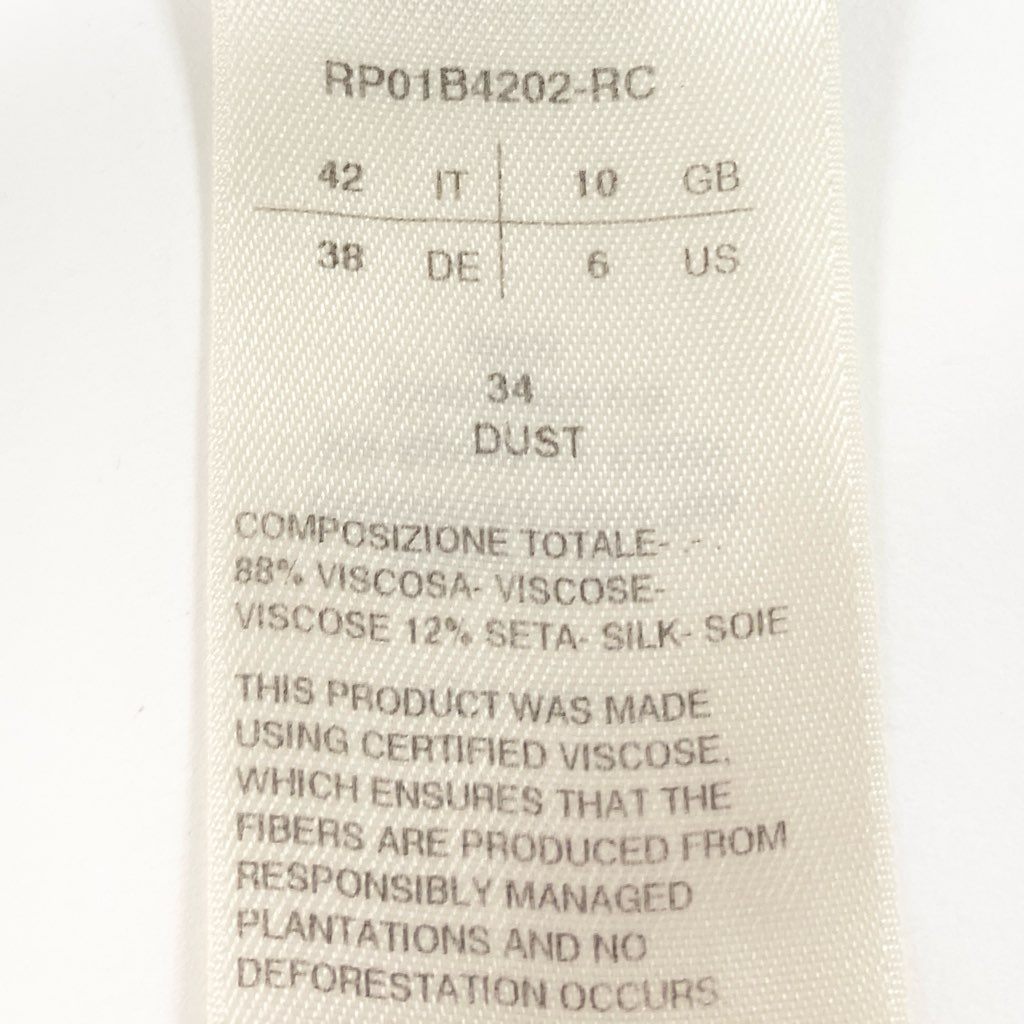 RP01B4202-RC
42 IT 10 GB
38 DE 6 US
34
DUST
COMPOSIZIONE TOTALE- .- .
88% VISCOSA- VISCOSE-
VISCOSE 12% SETA- SILK- SOIE
THIS PRODUCT WAS MADE
USING CERTIFIED VISCOSE,
WHICH ENSURES THAT THE
FIBERS ARE PRODUCED FROM
RESPONSIBLY MANAGED
PLANTATIONS AND NO
DEFORESTATION OCCURS